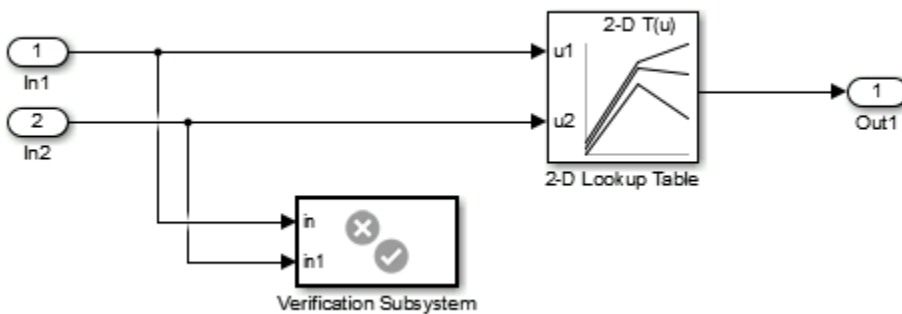 2-D T(u)
1
In1
u1
2
In2
u2
1
Out1
2-D Lookup Table
in
in1
Verification Subsystem